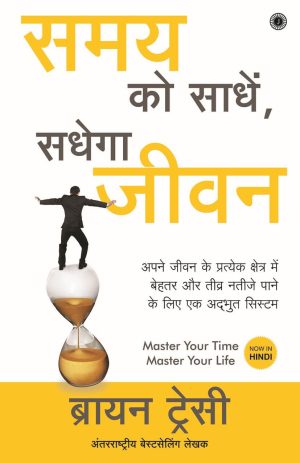 समय
को साधें,
सधेगा
जीवन
अपने जीवन के प्रत्येक क्षेत्र में
बेहतर और तीव्र नतीजे पाने
के लिए एक अद्भुत सिस्टम
Master Your Time
Master Your Life
NOW IN
HINDI
ब्रायन ट्रेसी
अंतरराष्ट्रीय बेस्टसेलिंग लेखक